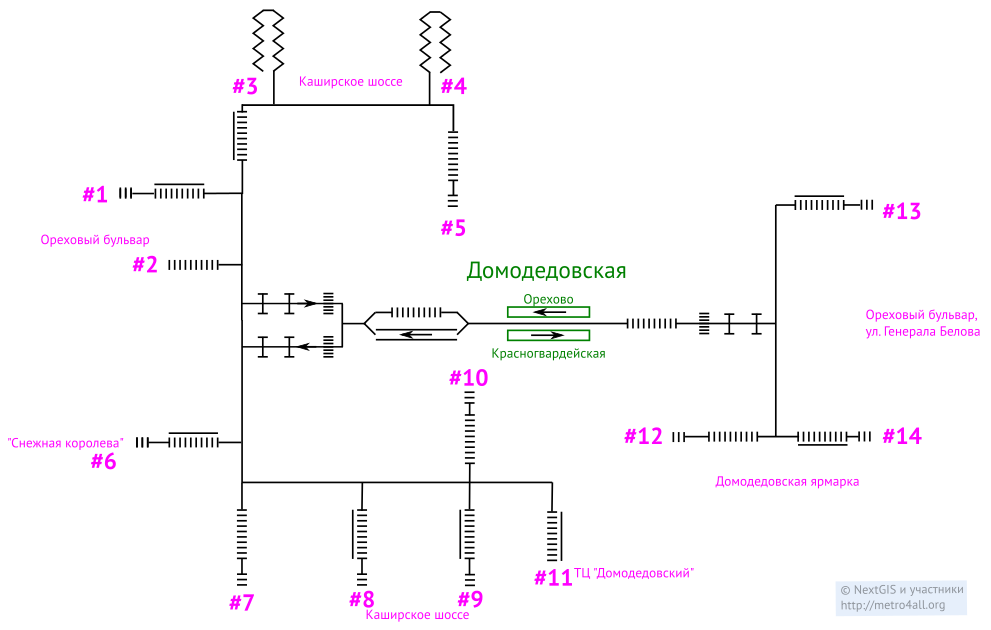 #3
Каширское шоссе
#4
#1
#13
#5
Ореховый бульвар
#2
Домодедовская
Орехово
Ореховый бульвар,
ул. Генерала Белова
Красногвардейская
#10
#12
#14
"Снежная королева"
#6
Домодедовская ярмарка
#11
ТЦ "Домодедовский"
#7
#8
#9
Каширское шоссе
© NextGIS и участники
http://metro4all.org